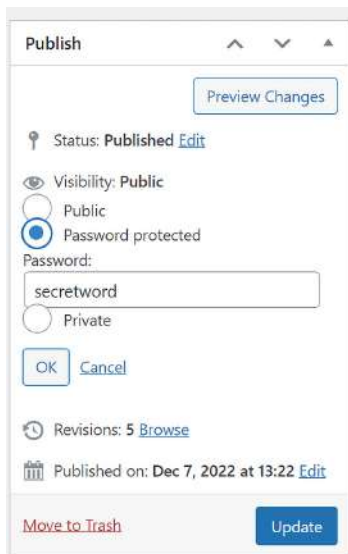 Publish
Preview Changes
Status: Published Edit
Visibility: Public
Public
Password protected
Password:
secretword
Private
OK Cancel
Revisions: 5 Browse
Published on: Dec 7, 2022 at 13:22 Edit
Move to Trash Update